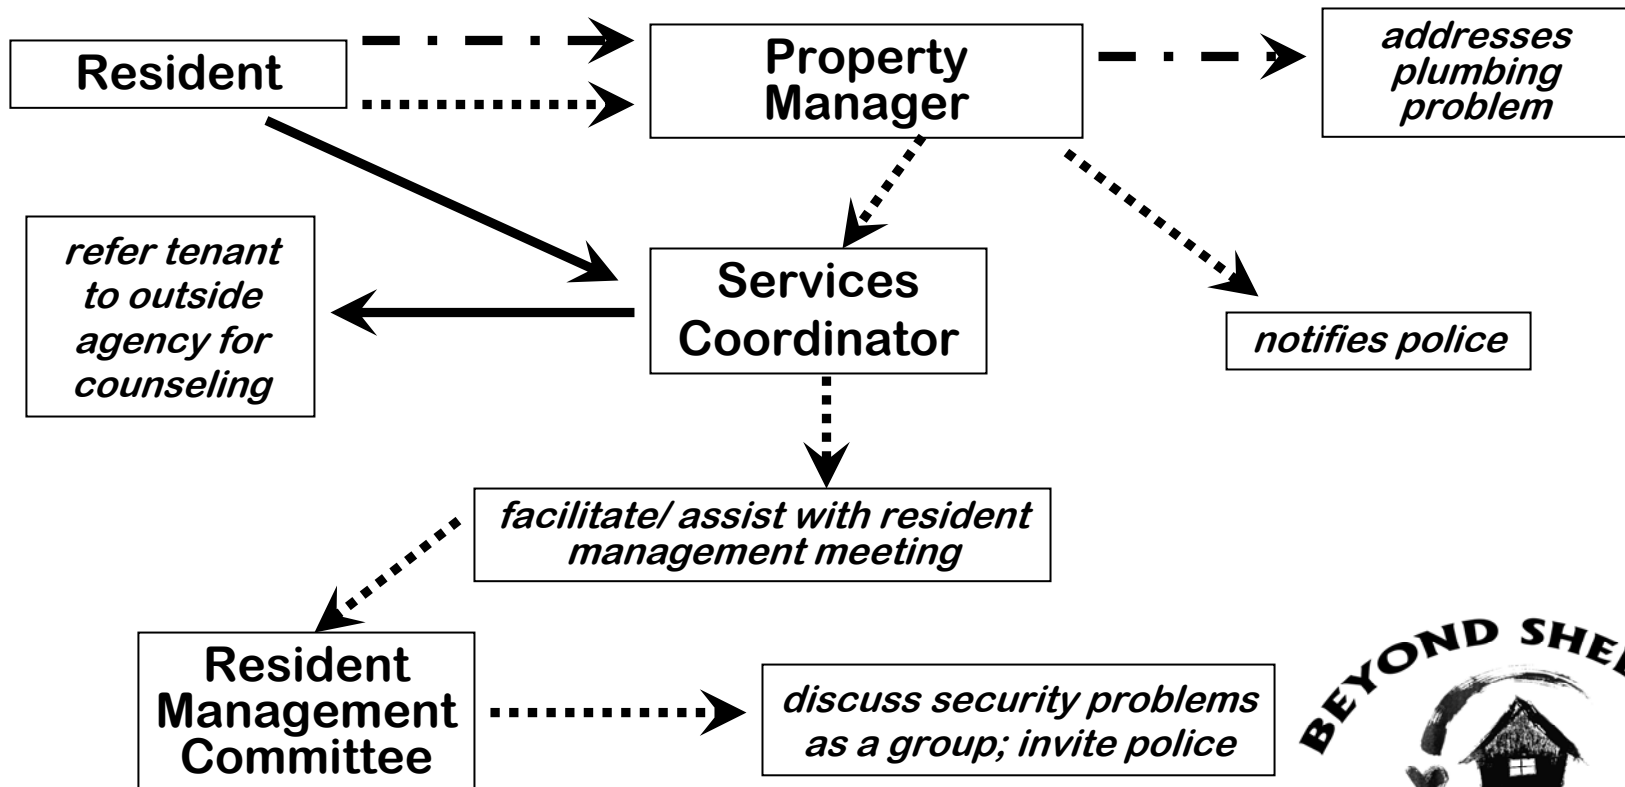 Resident
Property
Manager
addresses
plumbing
problem
refer tenant
to outside
agency for
counseling
Services
Coordinator
notifies police
facilitate/ assist with resident
management meeting
Resident
Management
Committee
discuss security problems
as a group; invite police
BEYOND